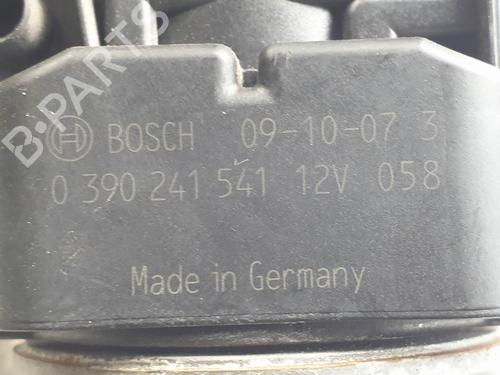 B-PARTS
BOSCH 09-10-07 3
0 390 241 541 12V 058
Made in Germany